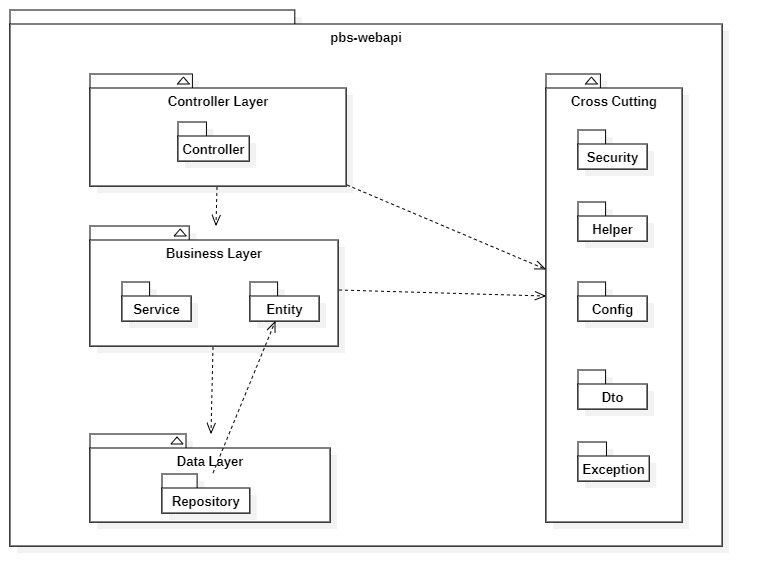 pbs-webapi
Controller Layer
Controller
Business Layer
Service
Entity
Data Layer
Repository
Cross Cutting
Security
Helper
Config
Dto
Exception